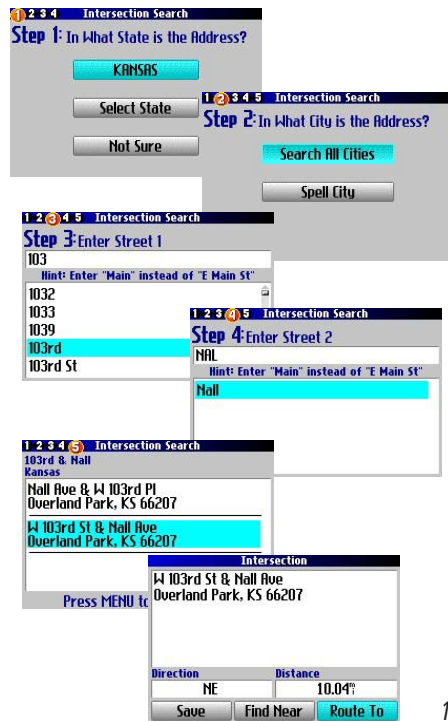 1 2 3 4 Intersection Search
Step 1: In What State is the Address?
KANSAS
Select State
Not Sure
1 2 3 4 5 Intersection Search
Step 2: In What City is the Address?
Search All Cities
Spell City
1 2 3 4 5 Intersection Search
Step 3: Enter Street 1
103
Hint: Enter "Main" instead of "E Main St"
1032
1033
1039
103rd
103rd St
1 2 3 4 5 Intersection Search
Step 4: Enter Street 2
NAL
Hint: Enter "Main" instead of "E Main St"
Nall
1 2 3 4 5 Intersection Search
103rd & Nall
Kansas
Nall Ave & W 103rd Pl
Overland Park, KS 66207
W 103rd St & Nall Ave
Overland Park, KS 66207
Press MENU to
Intersection
W 103rd St & Nall Ave
Overland Park, KS 66207
Direction Distance
NE 10.04mi
Save Find Near Route To
1